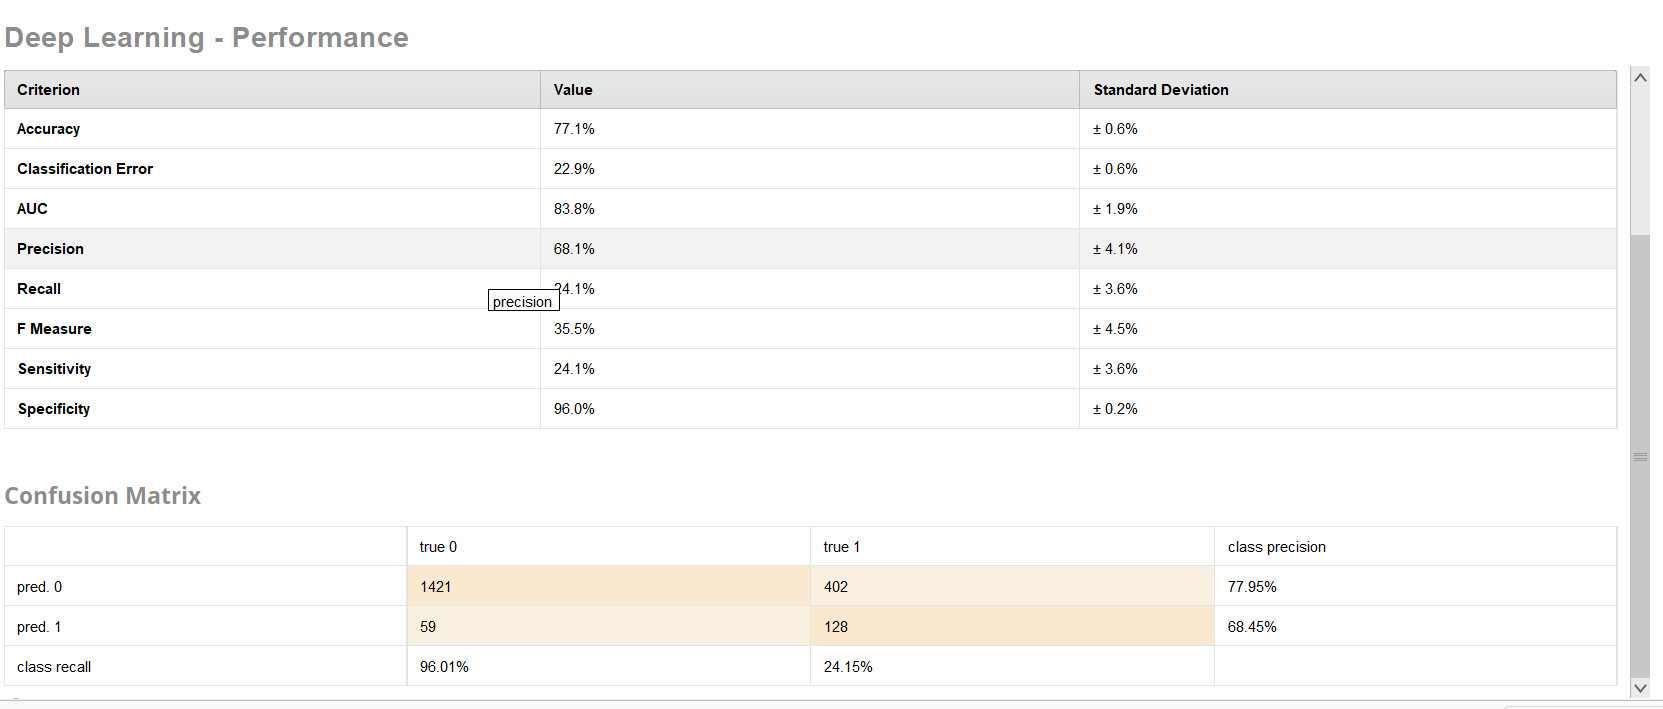 Deep Learning - Performance
Criterion Value Standard Deviation
Accuracy 77.1% ± 0.6%
Classification Error 22.9% ± 0.6%
AUC 83.8% ± 1.9%
Precision 68.1% ± 4.1%
Recall 24.1% ± 3.6%
precision
F Measure 35.5% ± 4.5%
Sensitivity 24.1% ± 3.6%
Specificity 96.0% ± 0.2%
Confusion Matrix
true 0 true 1 class precision
pred. 0 1421 402 77.95%
pred. 1 59 128 68.45%
class recall 96.01% 24.15%